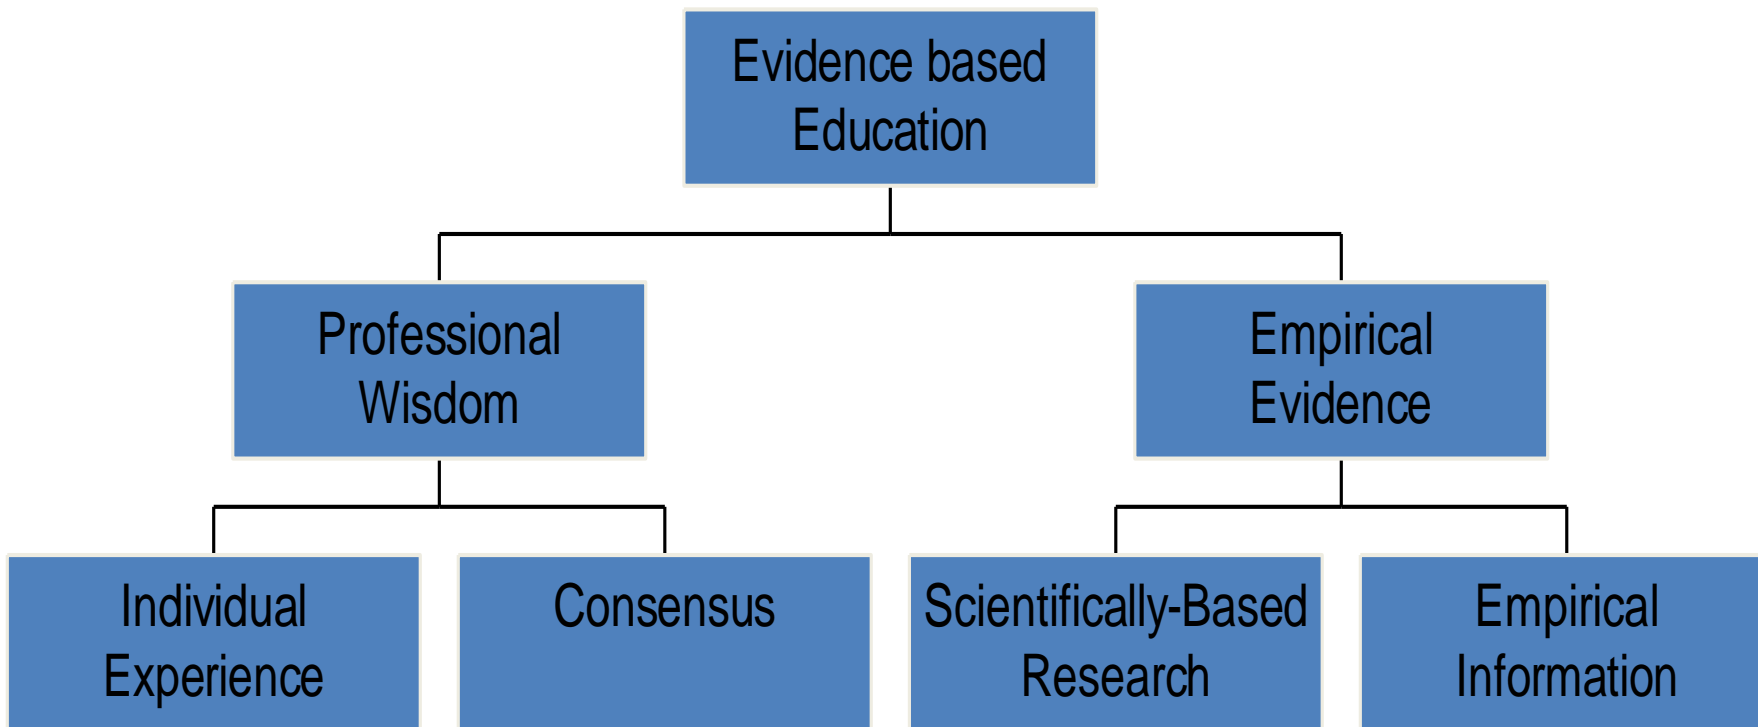 Evidence based
Education
Professional
Wisdom
Empirical
Evidence
Individual
Experience
Consensus
Scientifically-Based
Research
Empirical
Information